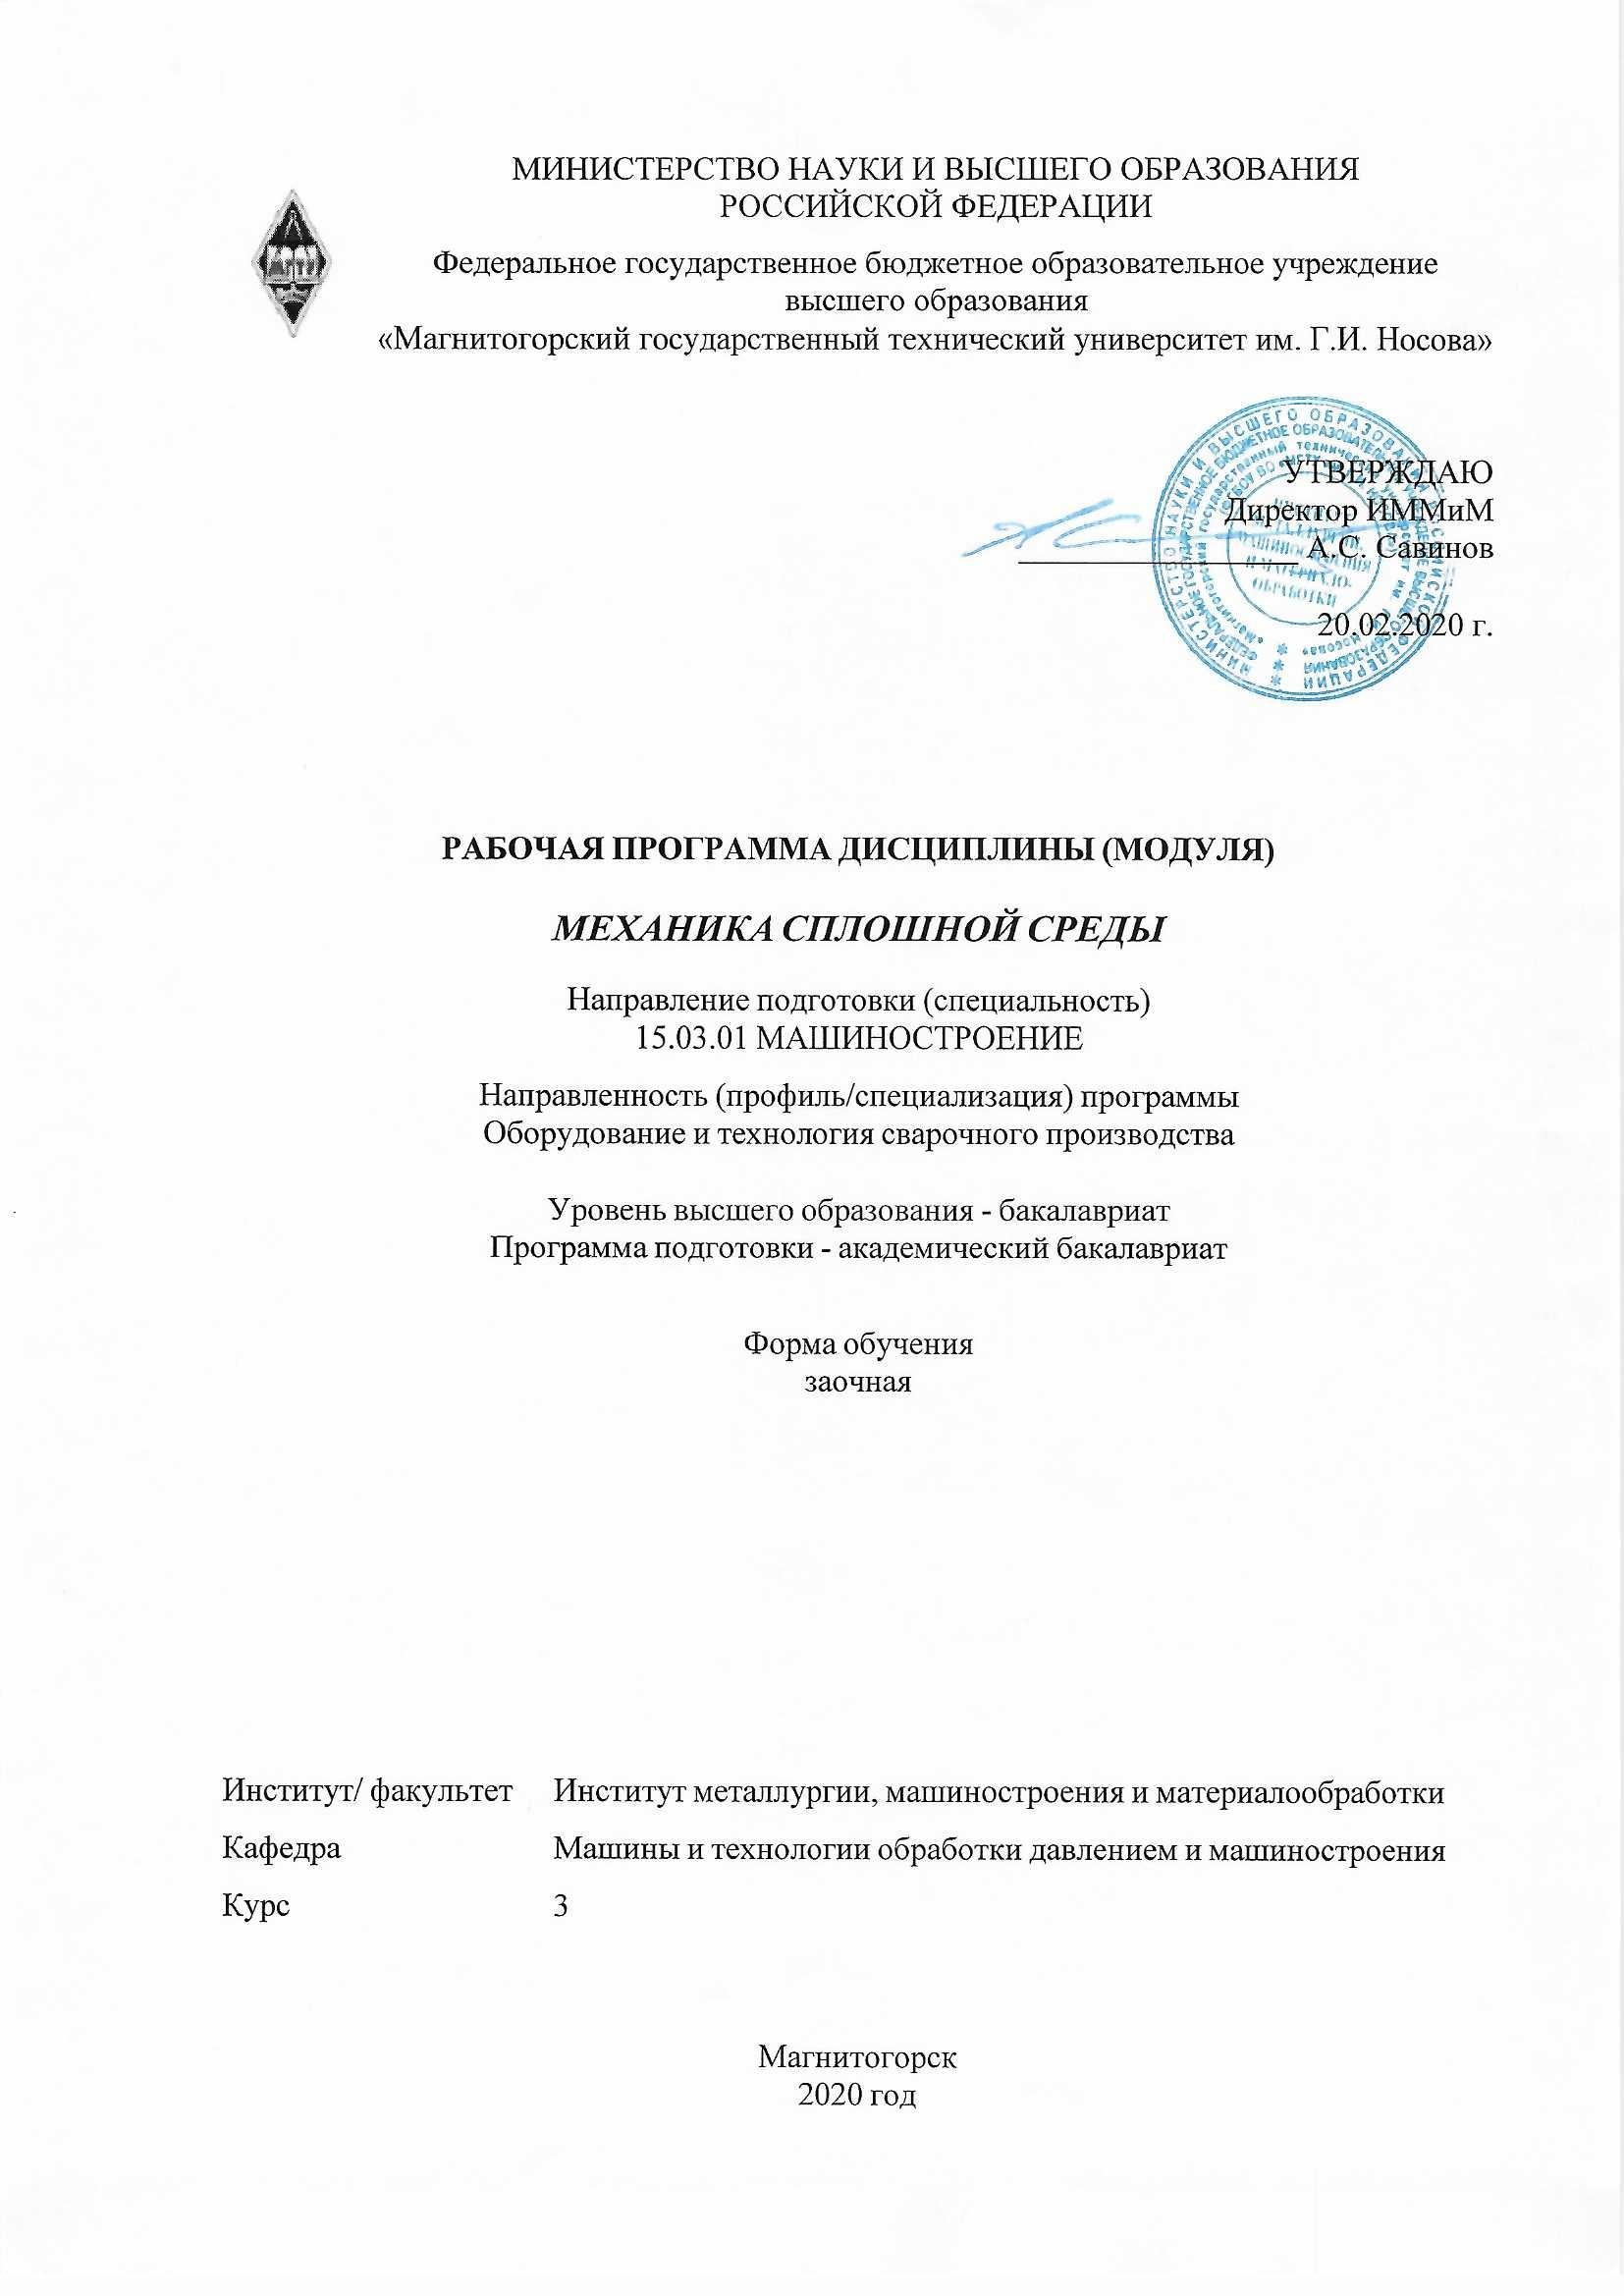 МИНИСТЕРСТВО НАУКИ И ВЫСШЕГО ОБРАЗОВАНИЯ
РОССИЙСКОЙ ФЕДЕРАЦИИ
Федеральное государственное бюджетное образовательное учреждение
высшего образования
«Магнитогорский государственный технический университет им. Г.И. Носова»
УТВЕРЖДАЮ
Директор ИММиМ
А.С. Савинов
20.02.2020 г.
РАБОЧАЯ ПРОГРАММА ДИСЦИПЛИНЫ (МОДУЛЯ)
МЕХАНИКА СПЛОШНОЙ СРЕДЫ
Направление подготовки (специальность)
15.03.01 МАШИНОСТРОЕНИЕ
Направленность (профиль/специализация) программы
Оборудование и технология сварочного производства
Уровень высшего образования - бакалавриат
Программа подготовки - академический бакалавриат
Форма обучения
заочная
Институт/ факультет Институт металлургии, машиностроения и материалообработки
Кафедра Машины и технологии обработки давлением и машиностроения
Курс 3
Магнитогорск
2020 год